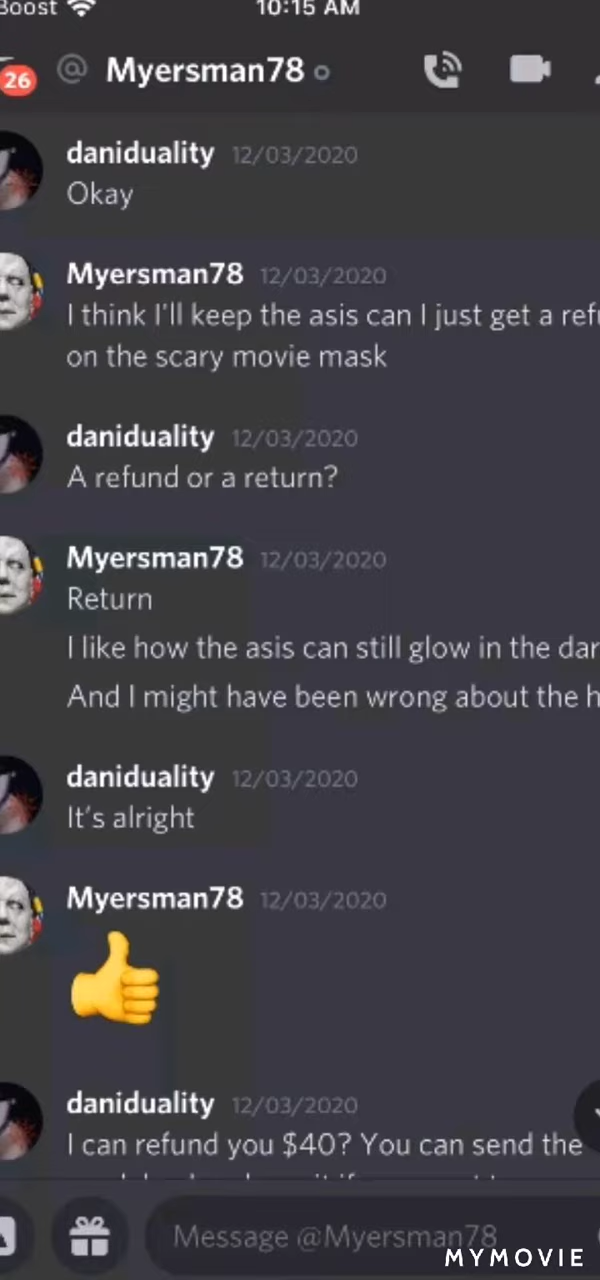 Boost 10:15 AM
26 @ Myersman78
daniduality 12/03/2020
Okay
Myersman78 12/03/2020
I think I'll keep the asis can I just get a
on the scary movie mask
daniduality 12/03/2020
A refund or a return?
Myersman78 12/03/2020
Return
I like how the asis can still glow in the
And I might have been wrong about the
daniduality 12/03/2020
It's alright
Myersman78 12/03/2020
👍
daniduality 12/03/2020
I can refund you $40? You can send the
Message @Myersman78
MYMOVIE